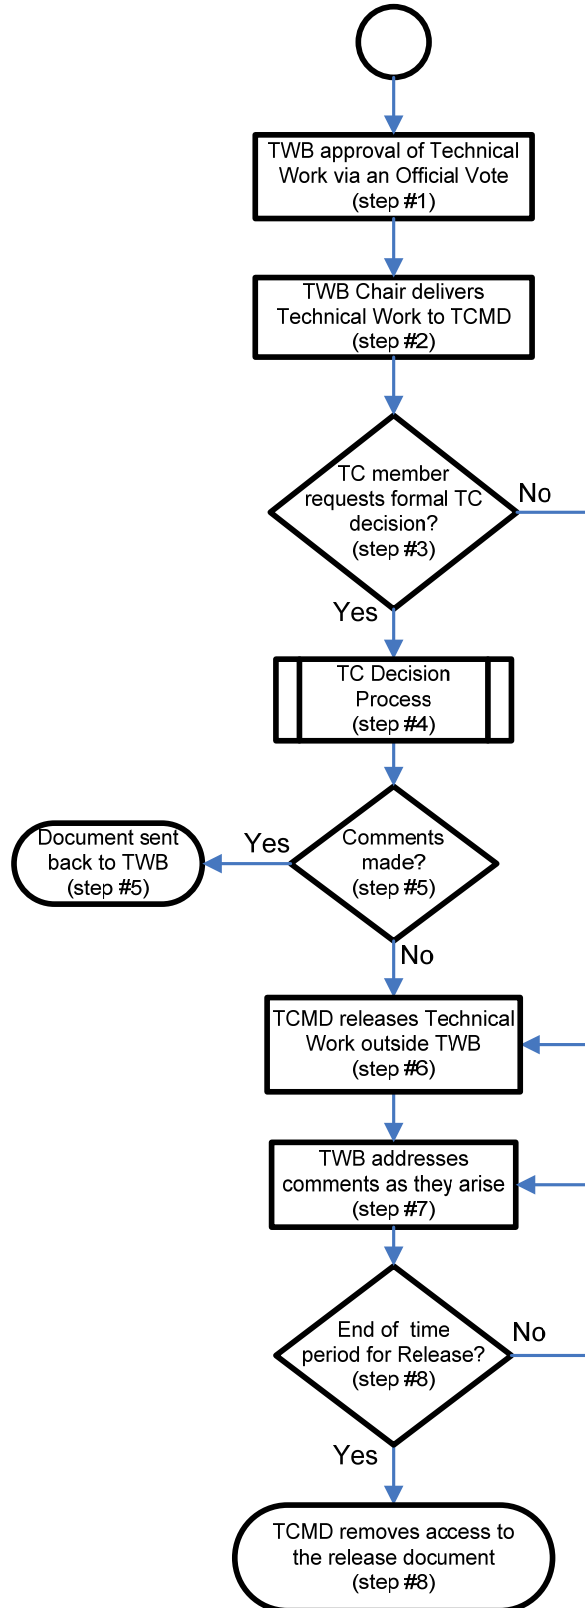 TWB approval of Technical
Work via an Official Vote
(step #1)
TWB Chair delivers
Technical Work to TCMD
(step #2)
TC member
requests formal TC
decision?
(step #3)
No
Yes
TC Decision
Process
(step #4)
Comments
made?
(step #5)
Yes
Document sent
back to TWB
(step #5)
No
TCMD releases Technical
Work outside TWB
(step #6)
TWB addresses
comments as they arise
(step #7)
End of time
period for Release?
(step #8)
No
Yes
TCMD removes access to
the release document
(step #8)